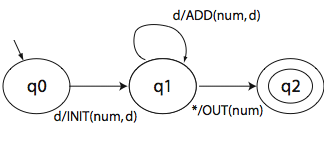 d/ADD(num,d)
q0
q1
q2
d/INIT(num,d)
*/OUT(num)